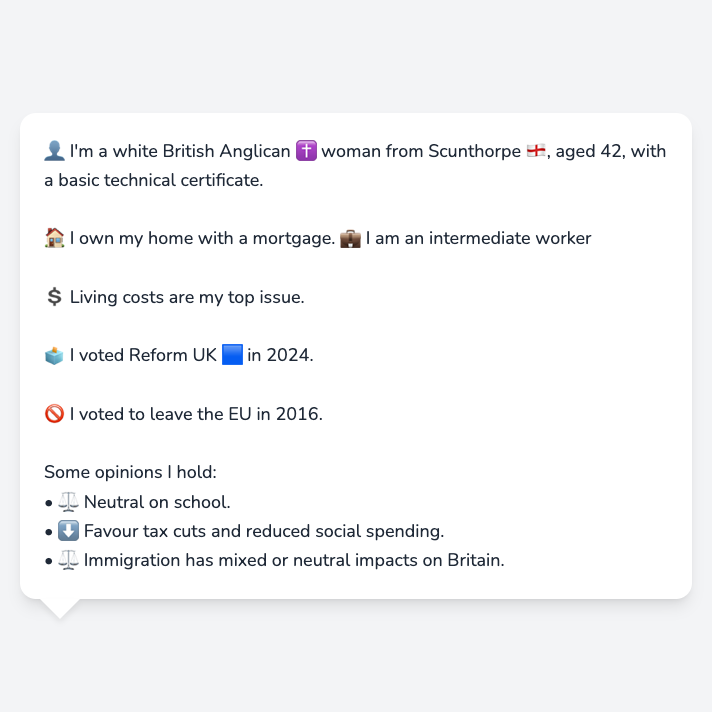 👤 I'm a white British Anglican ✝️ woman from Scunthorpe 🏴󠁧󠁢󠁥󠁮󠁧󠁿, aged 42, with
a basic technical certificate.
🏠 I own my home with a mortgage. 💼 I am an intermediate worker
💲 Living costs are my top issue.
🗳️ I voted Reform UK 🟦 in 2024.
🚫 I voted to leave the EU in 2016.
Some opinions I hold:
• ⚖️ Neutral on school.
• ⬇️ Favour tax cuts and reduced social spending.
• ⚖️ Immigration has mixed or neutral impacts on Britain.